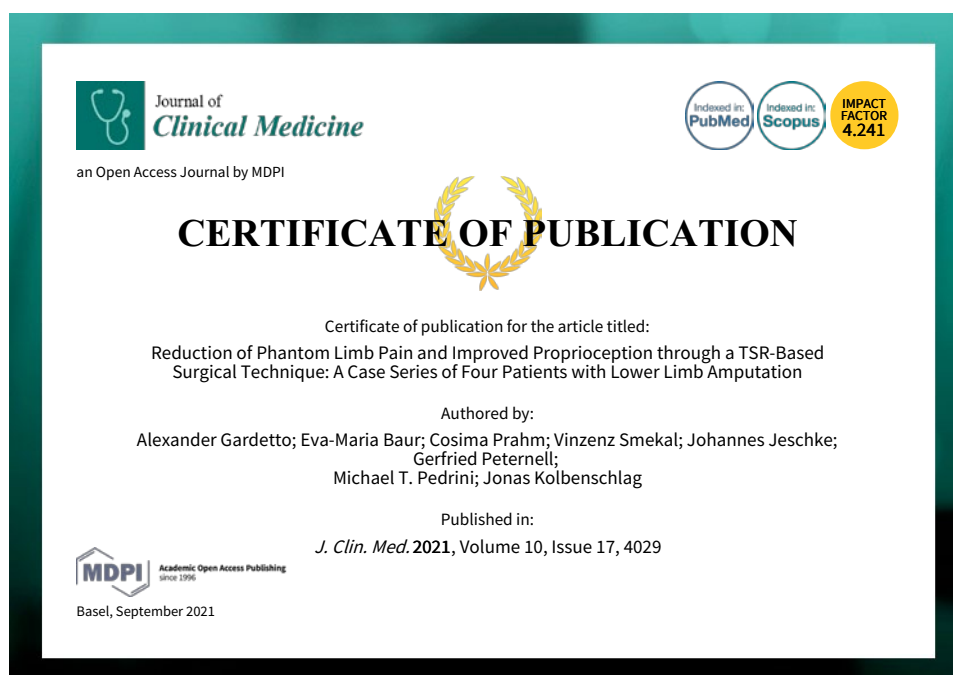 Journal of
Clinical Medicine
Indexed in:
PubMed
Indexed in:
Scopus
IMPACT
FACTOR
4.241
an Open Access Journal by MDPI
CERTIFICATE OF PUBLICATION
Certificate of publication for the article titled:
Reduction of Phantom Limb Pain and Improved Proprioception through a TSR-Based
Surgical Technique: A Case Series of Four Patients with Lower Limb Amputation
Authored by:
Alexander Gardetto; Eva-Maria Baur; Cosima Prahm; Vinzenz Smekal; Johannes Jeschke;
Gerfried Peternell;
Michael T. Pedrini; Jonas Kolbenschlag
Published in:
J. Clin. Med. 2021, Volume 10, Issue 17, 4029
MDPI
Academic Open Access Publishing
since 1996
Basel, September 2021